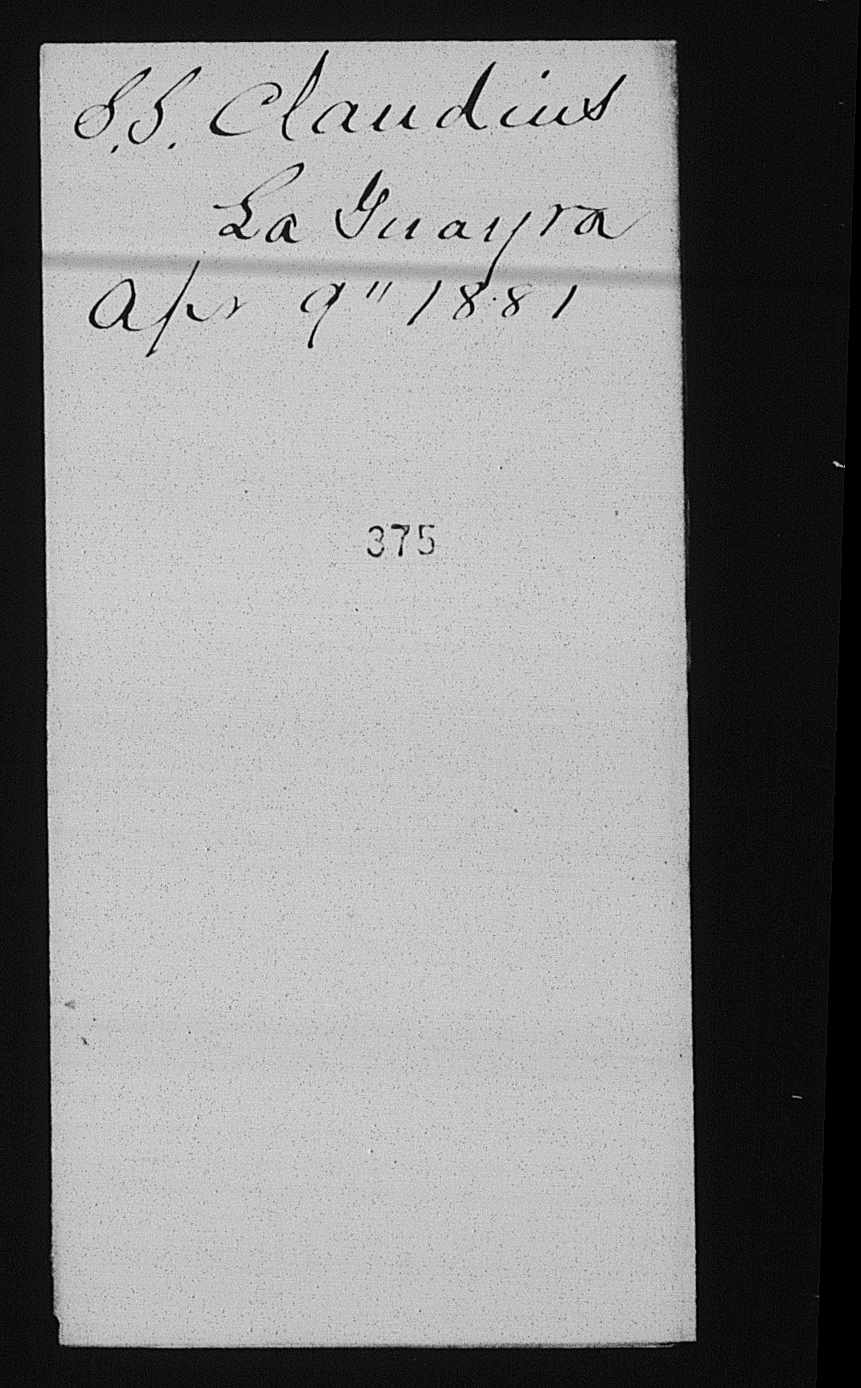 S.S. Claudius
La Guayra
Apr 9" 1881
375